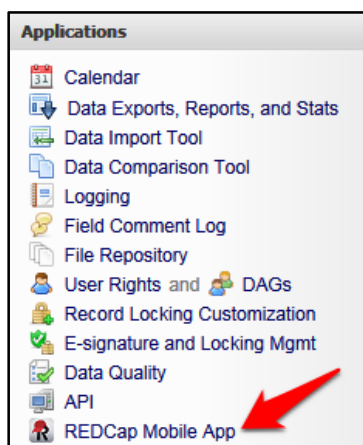 Applications
31
Calendar
Data Exports, Reports, and Stats
Data Import Tool
Data Comparison Tool
Logging
Field Comment Log
File Repository
User Rights and DAGs
Record Locking Customization
E-signature and Locking Mgmt
Data Quality
API
REDCap Mobile App